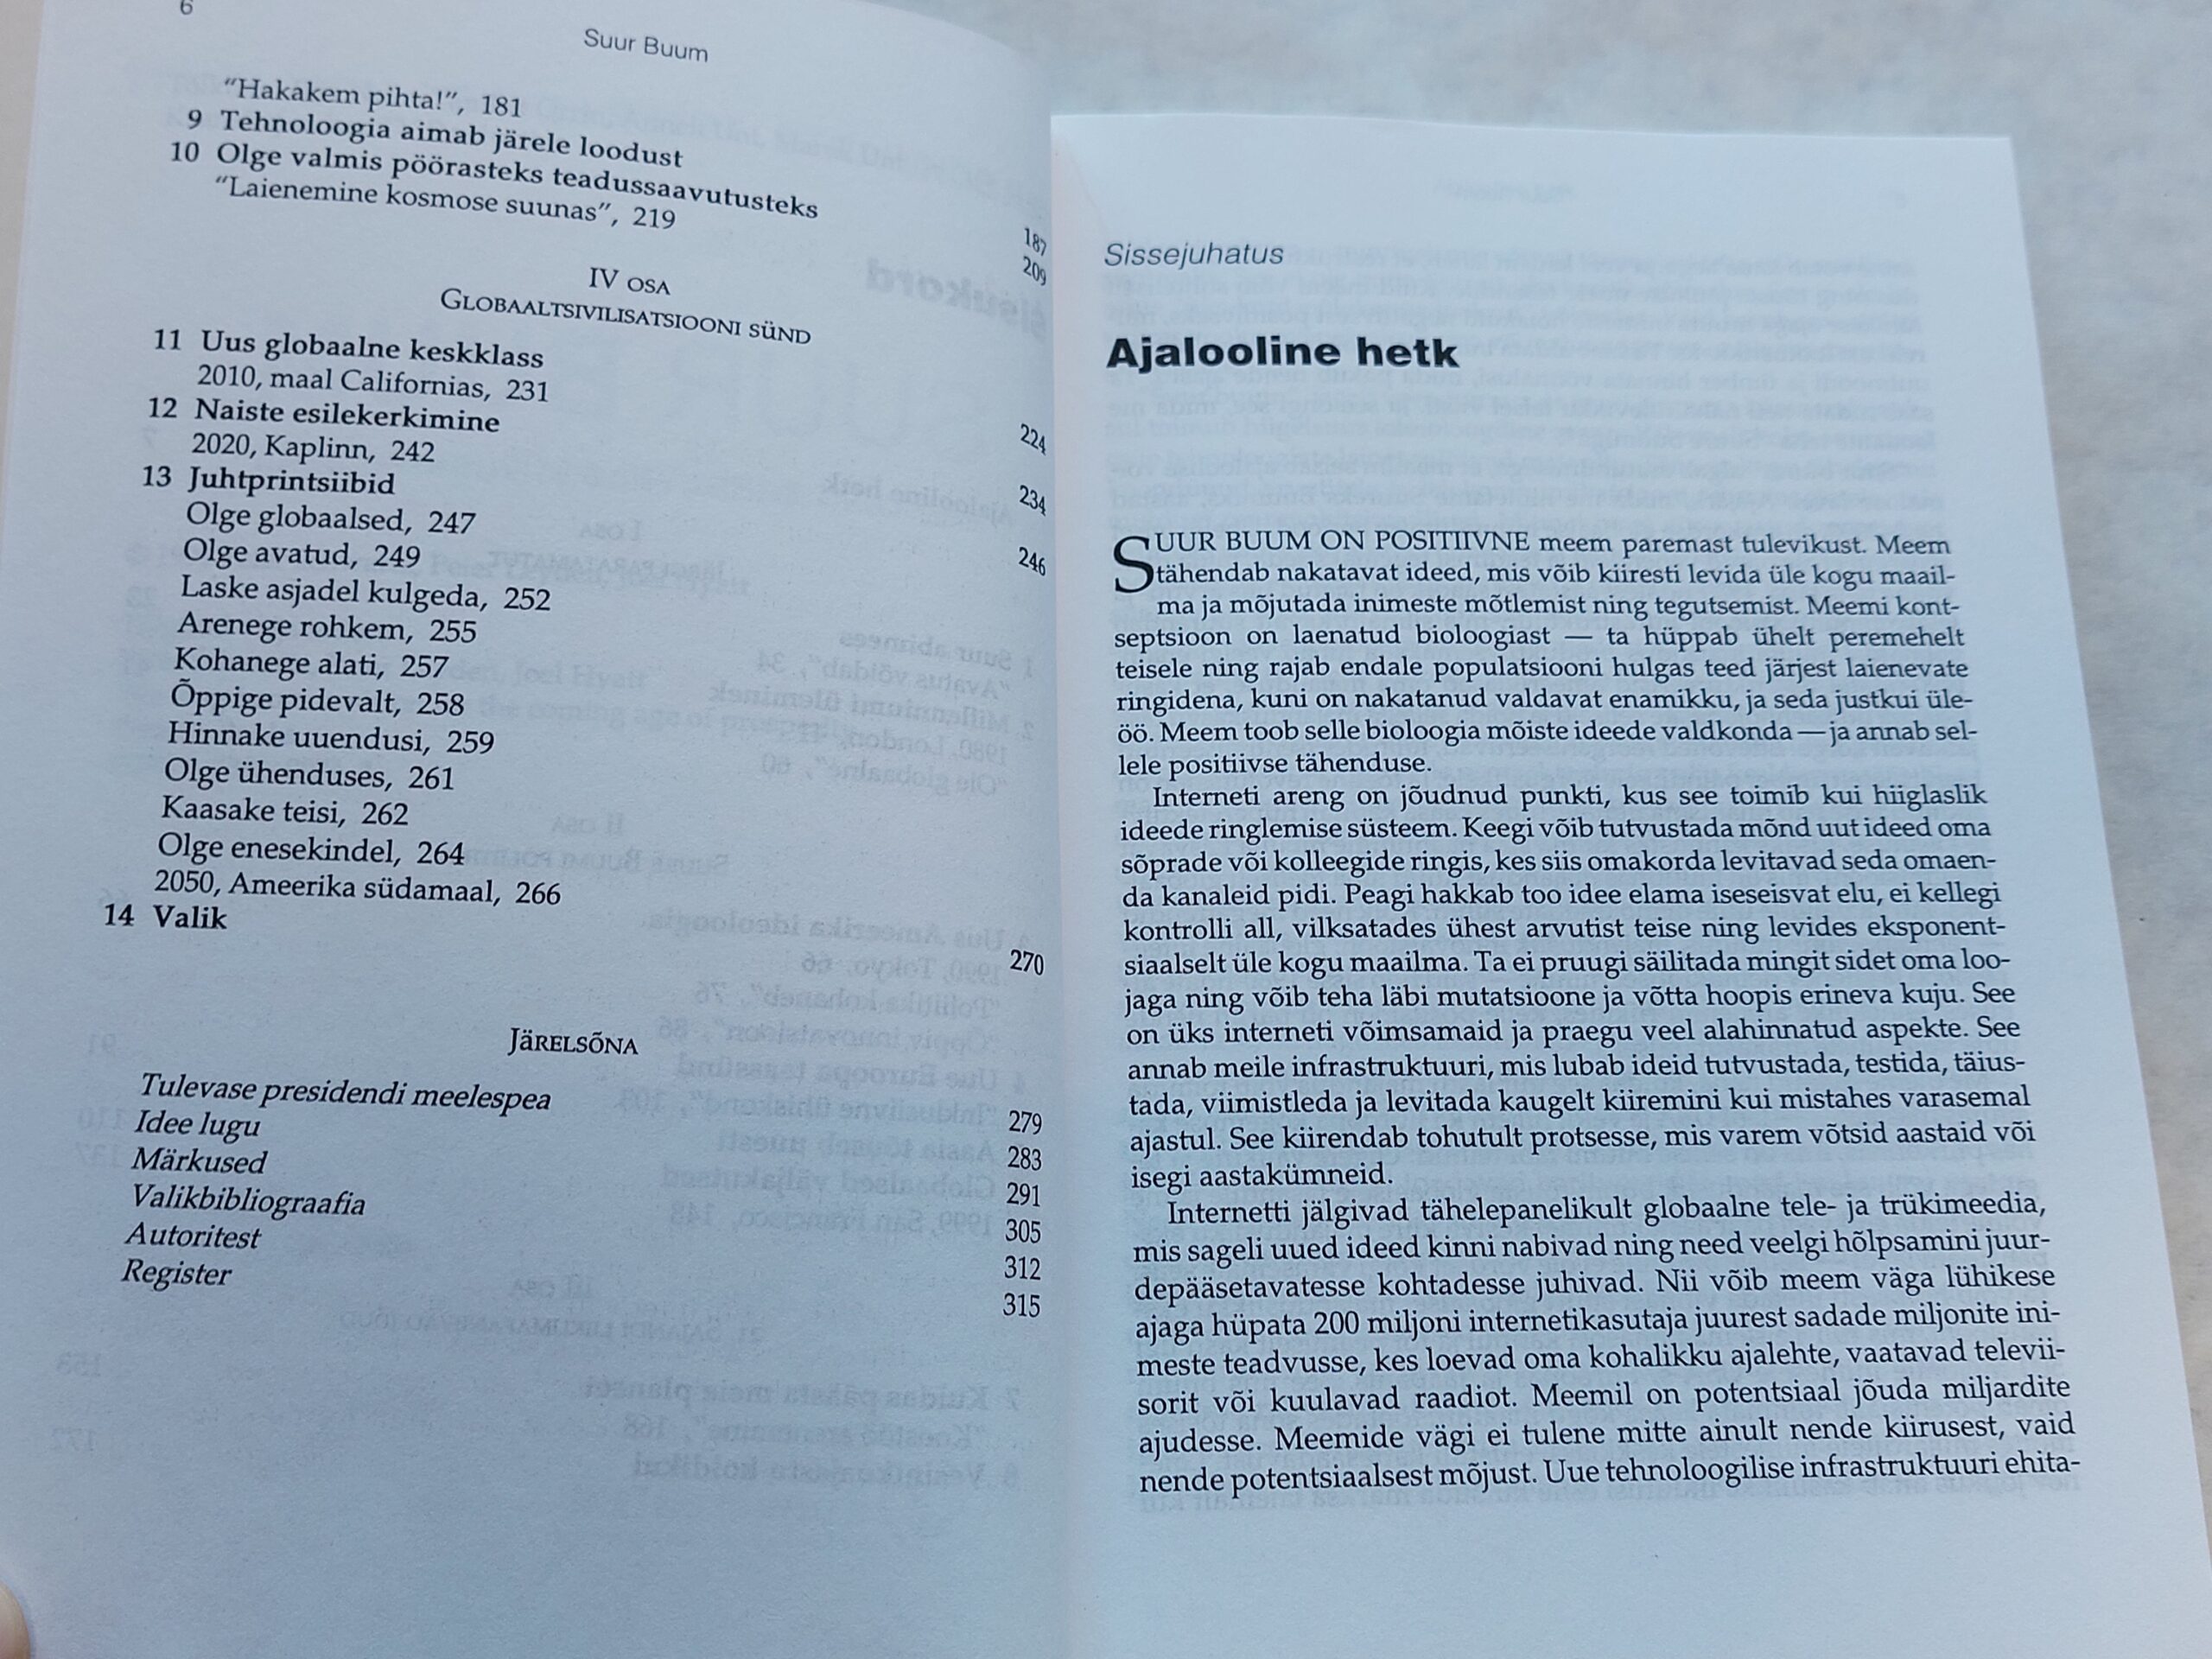 6
Suur Buum
“Hakakem pihta!”, 181
9 Tehnoloogia aimab järele loodust 187
10 Olge valmis pöörasteks teadussaavutusteks 209
“Laienemine kosmose suunas”, 219
IV OSA
GLOBAALTSIVILISATSIOONI SÜND
11 Uus globaalne keskklass 224
2010, maal Californias, 231
12 Naiste esilekerkimine 234
2020, Kaplinn, 242
13 Juhtprintsiibid 246
Olge globaalsed, 247
Olge avatud, 249
Laske asjadel kulgeda, 252
Arenege rohkem, 255
Kohanege alati, 257
Õppige pidevalt, 258
Hinnake uuendusi, 259
Olge ühenduses, 261
Kaasake teisi, 262
Olge enesekindel, 264
2050, Ameerika südamaal, 266
14 Valik 270
JÄRELSÕNA
Tulevase presidendi meelespea 279
Idee lugu 283
Märkused 291
Valikbibliograafia 305
Autoritest 312
Register 315
Sissejuhatus
Ajalooline hetk
SUUR BUUM ON POSITIIVNE meem paremast tulevikust. Meem
tähendab nakatavat ideed, mis võib kiiresti levida üle kogu maail-
ma ja mõjutada inimeste mõtlemist ning tegutsemist. Meemi kont-
septsioon on laenatud bioloogiast — ta hüppab ühelt peremehelt
teisele ning rajab endale populatsiooni hulgas teed järjest laienevate
ringidena, kuni on nakatanud valdavat enamikku, ja seda justkui üle-
öö. Meem toob selle bioloogia mõiste ideede valdkonda — ja annab sel-
lele positiivse tähenduse.
Interneti areng on jõudnud punkti, kus see toimib kui hiiglaslik
ideede ringlemise süsteem. Keegi võib tutvustada mõnd uut ideed oma
sõprade või kolleegide ringis, kes siis omakorda levitavad seda omaen-
da kanaleid pidi. Peagi hakkab too idee elama iseseisvat elu, ei kellegi
kontrolli all, vilksatades ühest arvutist teise ning levides eksponent-
siaalselt üle kogu maailma. Ta ei pruugi säilitada mingit sidet oma loo-
jaga ning võib teha läbi mutatsioone ja võtta hoopis erineva kuju. See
on üks interneti võimsamaid ja praegu veel alahinnatud aspekte. See
annab meile infrastruktuuri, mis lubab ideid tutvustada, testida, täius-
tada, viimistleda ja levitada kaugelt kiiremini kui mistahes varasemal
ajastul. See kiirendab tohutult protsesse, mis varem võtsid aastaid või
isegi aastakümneid.
Internetti jälgivad tähelepanelikult globaalne tele- ja trükimeedia,
mis sageli uued ideed kinni nabivad ning need veelgi hõlpsamini juur-
depääsetavatesse kohtadesse juhivad. Nii võib meem väga lühikese
ajaga hüpata 200 miljoni internetikasutaja juurest sadade miljonite ini-
meste teadvusse, kes loevad oma kohalikku ajalehte, vaatavad televii-
sorit või kuulavad raadiot. Meemil on potentsiaal jõuda miljardite
ajudesse. Meemide vägi ei tulene mitte ainult nende kiirusest, vaid
nende potentsiaalsest mõjust. Uue tehnoloogilise infrastruktuuri ehita-